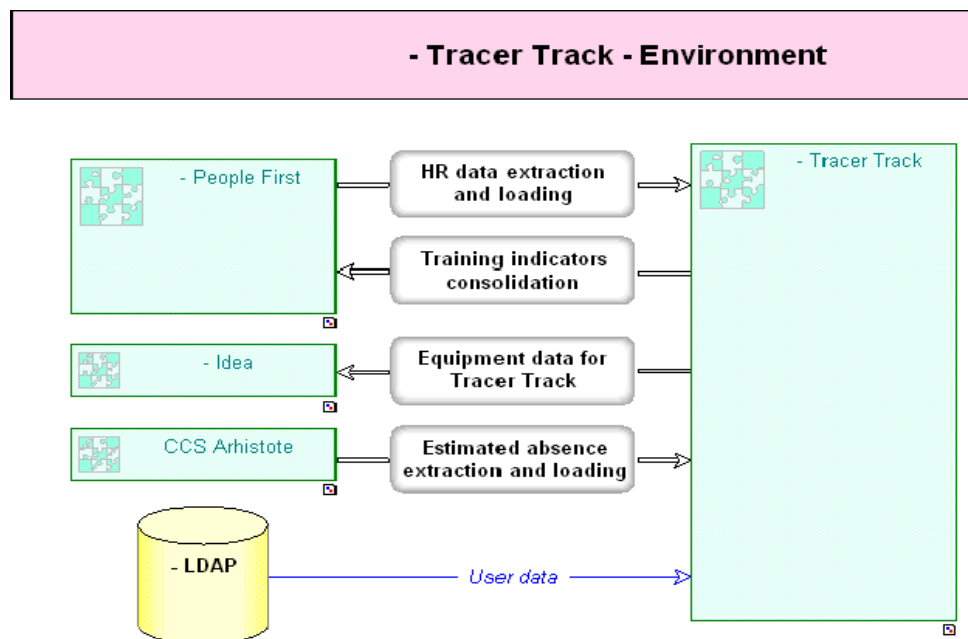 - Tracer Track - Environment
- People First
HR data extraction
and loading
- Tracer Track
Training indicators
consolidation
- Idea
Equipment data for
Tracer Track
CCS Arhistote
Estimated absence
extraction and loading
- LDAP
User data